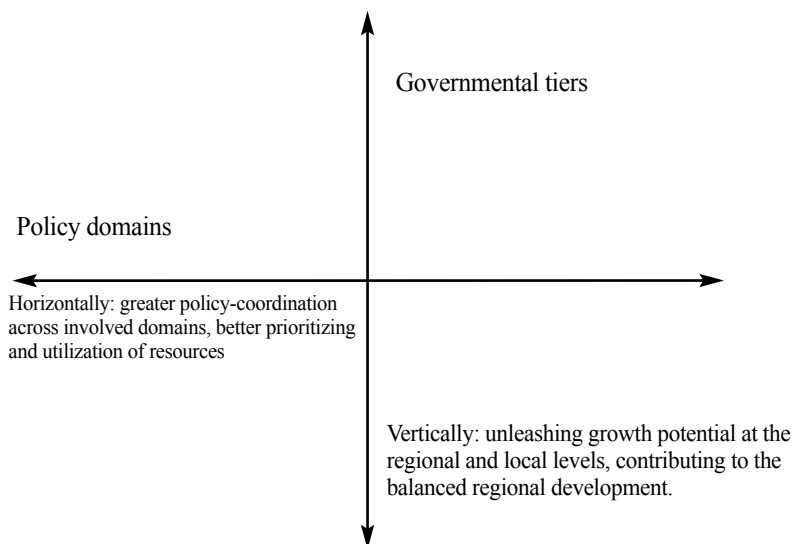 Governmental tiers
Policy domains
Horizontally: greater policy-coordination
across involved domains, better prioritizing
and utilization of resources
Vertically: unleashing growth potential at the
regional and local levels, contributing to the
balanced regional development.